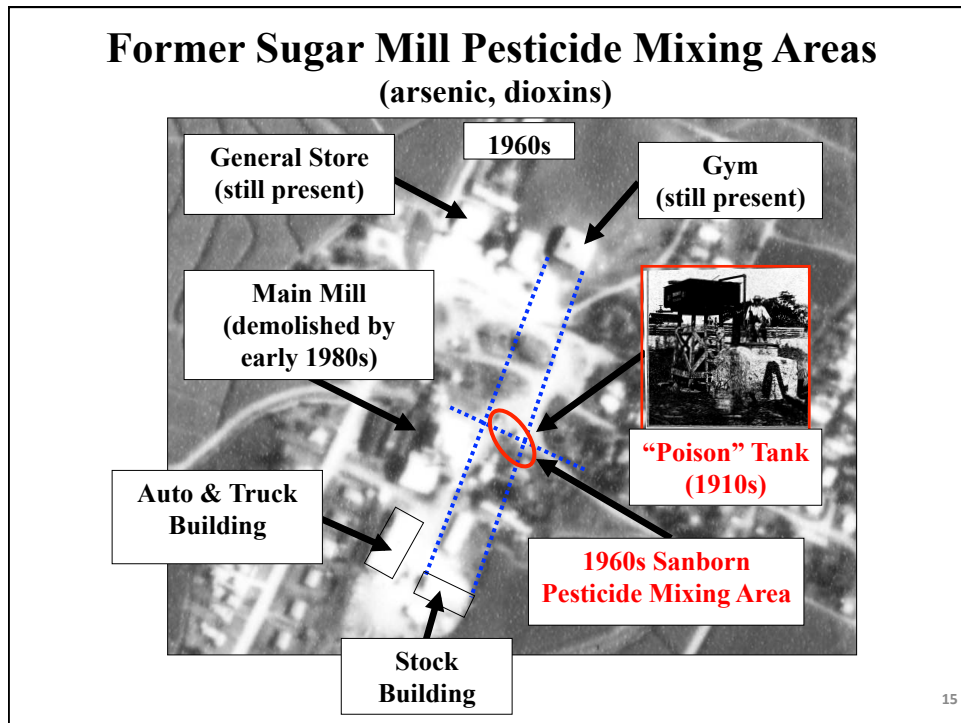 Former Sugar Mill Pesticide Mixing Areas
(arsenic, dioxins)
1960s
General Store
(still present)
Gym
(still present)
Main Mill
(demolished by
early 1980s)
“Poison” Tank
(1910s)
Auto & Truck
Building
1960s Sanborn
Pesticide Mixing Area
Stock
Building
15